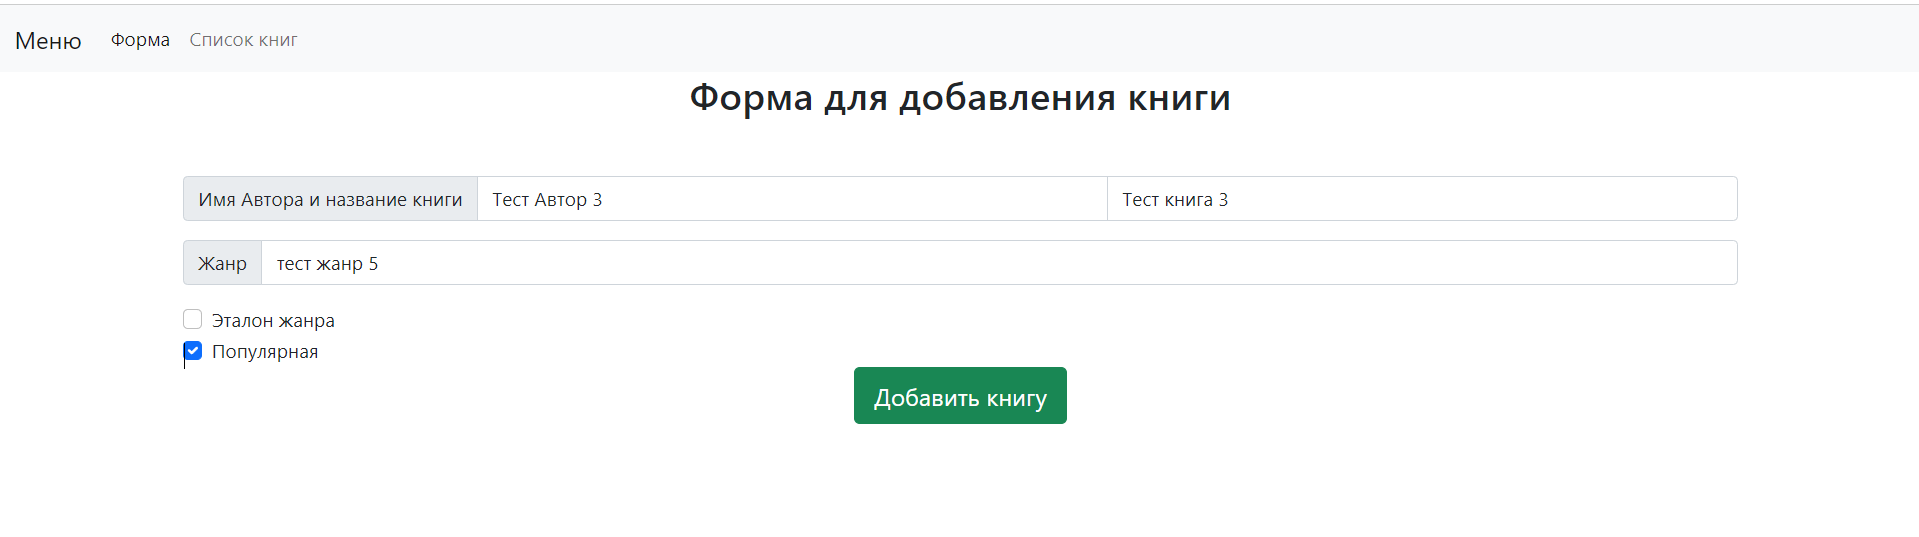 Меню Форма Список книг
Форма для добавления книги
Имя Автора и название книги Тест Автор 3 Тест книга 3
Жанр тест жанр 5
Эталон жанра
Популярная
Добавить книгу